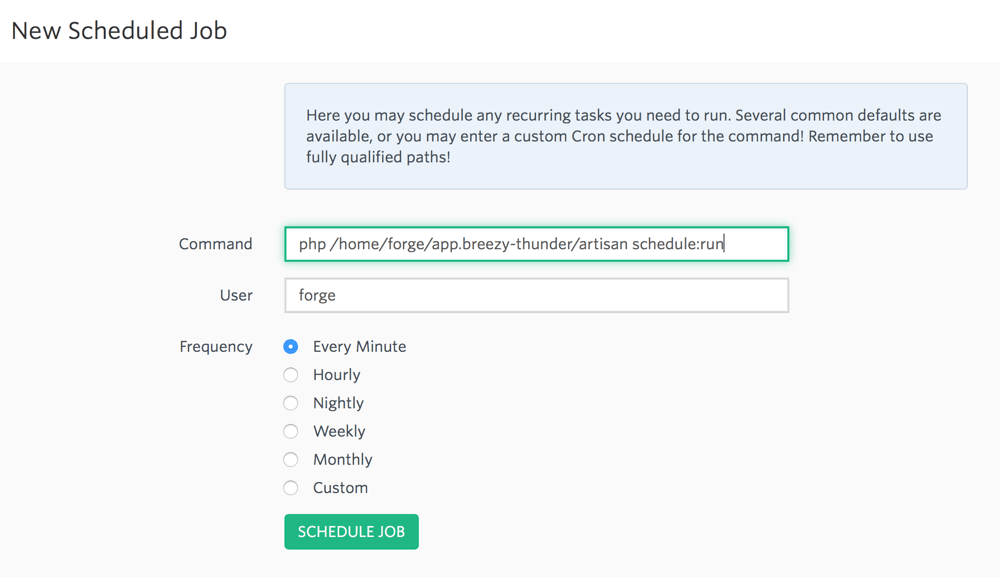 New Scheduled Job
Here you may schedule any recurring tasks you need to run. Several common defaults are
available, or you may enter a custom Cron schedule for the command! Remember to use
fully qualified paths!
Command php /home/forge/app.breezy-thunder/artisan schedule:run
User forge
Frequency Every Minute
Hourly
Nightly
Weekly
Monthly
Custom
SCHEDULE JOB